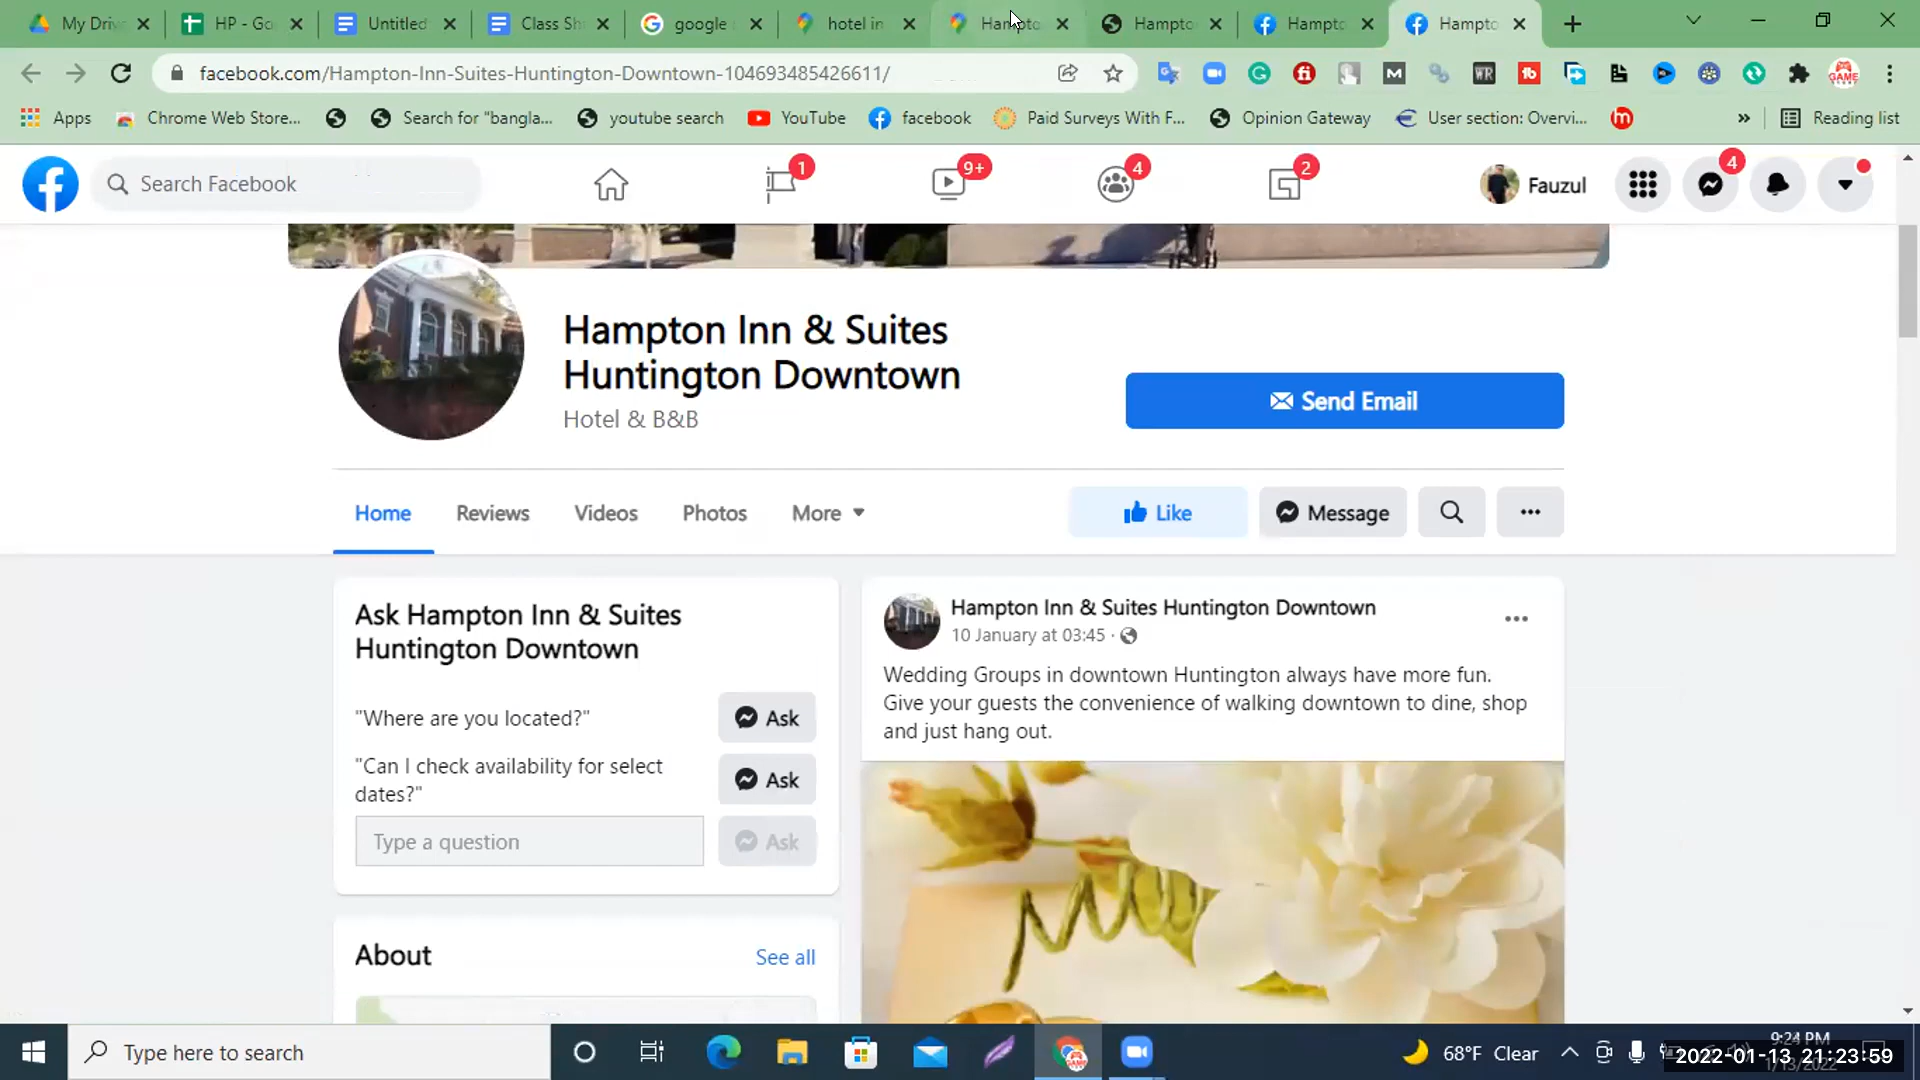 My Driv
HP - Go
Untitled
Class Sh
google
hotel in
Hampto
Hampto
Hampto
Hampto
facebook.com/Hampton-Inn-Suites-Huntington-Downtown-104693485426611/
Apps
Chrome Web Store...
Search for "bangla...
youtube search
YouTube
facebook
Paid Surveys With F...
Opinion Gateway
User section: Overvi...
»
Reading list
Search Facebook
1
9+
4
2
Fauzul
4
Hampton Inn & Suites
Huntington Downtown
Hotel & B&B
Send Email
Home
Reviews
Videos
Photos
More
Like
Message
Ask Hampton Inn & Suites
Huntington Downtown
"Where are you located?"
Ask
"Can I check availability for select
dates?"
Ask
Type a question
Ask
About
See all
Hampton Inn & Suites Huntington Downtown
10 January at 03:45 ·
Wedding Groups in downtown Huntington always have more fun.
Give your guests the convenience of walking downtown to dine, shop
and just hang out.
Type here to search
68°F Clear
9:24 PM
2022-01-13 21:23:59
1/13/2022